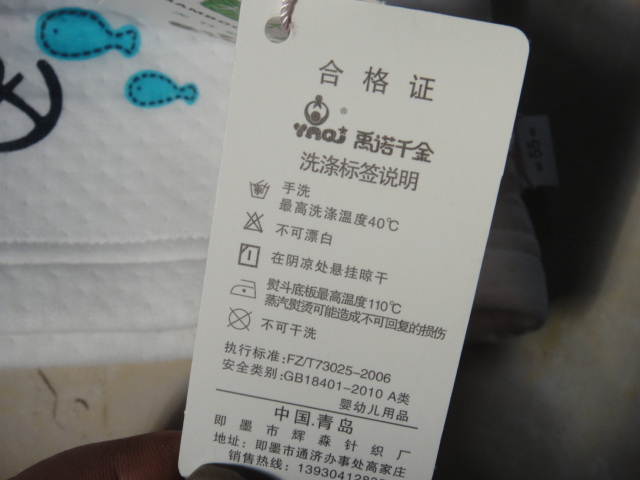 合格证
YNQJ®
禹诺千金
洗涤标签说明
手洗
最高洗涤温度40℃
不可漂白
在阴凉处悬挂晾干
熨斗底板最高温度110℃
蒸汽熨烫可能造成不可回复的损伤
不可干洗
执行标准:FZ/T73025-2006
安全类别:GB18401-2010 A类
婴幼儿用品
中国.青岛
即墨市辉淼针织厂
地址:即墨市通济办事处高家庄